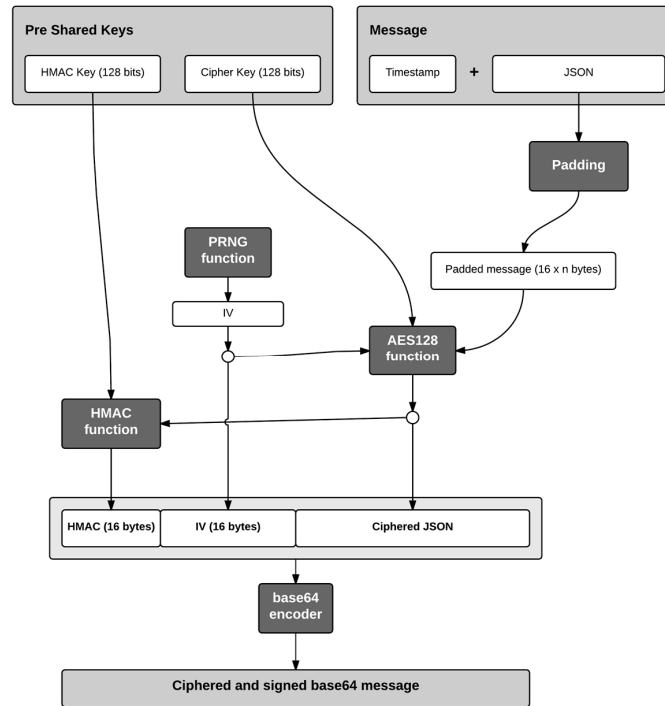 Pre Shared Keys
HMAC Key (128 bits)
Cipher Key (128 bits)
Message
Timestamp
+
JSON
Padding
PRNG
function
Padded message (16 x n bytes)
IV
AES128
function
HMAC
function
HMAC (16 bytes)
IV (16 bytes)
Ciphered JSON
base64
encoder
Ciphered and signed base64 message